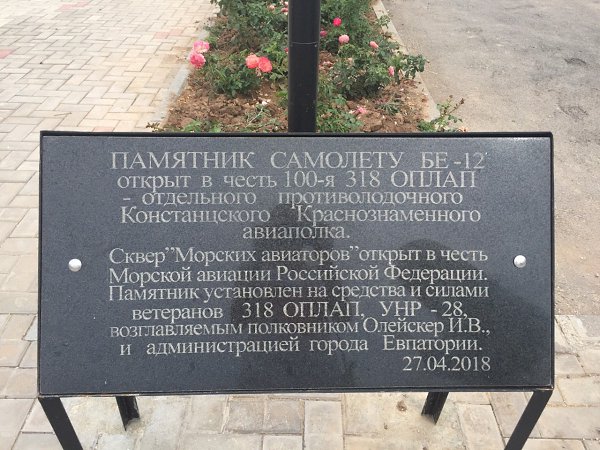 ПАМЯТНИК САМОЛЕТУ БЕ-12
открыт в честь 100-я 318 ОПЛАП
- отдельного противолодочного
Констанцского Краснознаменного
авиаполка.
Сквер"Морских авиаторов"открыт в честь
Морской авиации Российской Федерации.
Памятник установлен на средства и силами
ветеранов 318 ОПЛАП, УНР - 28,
возглавляемым полковником Олейскер И.В.,
и администрацией города Евпатории.
27.04.2018